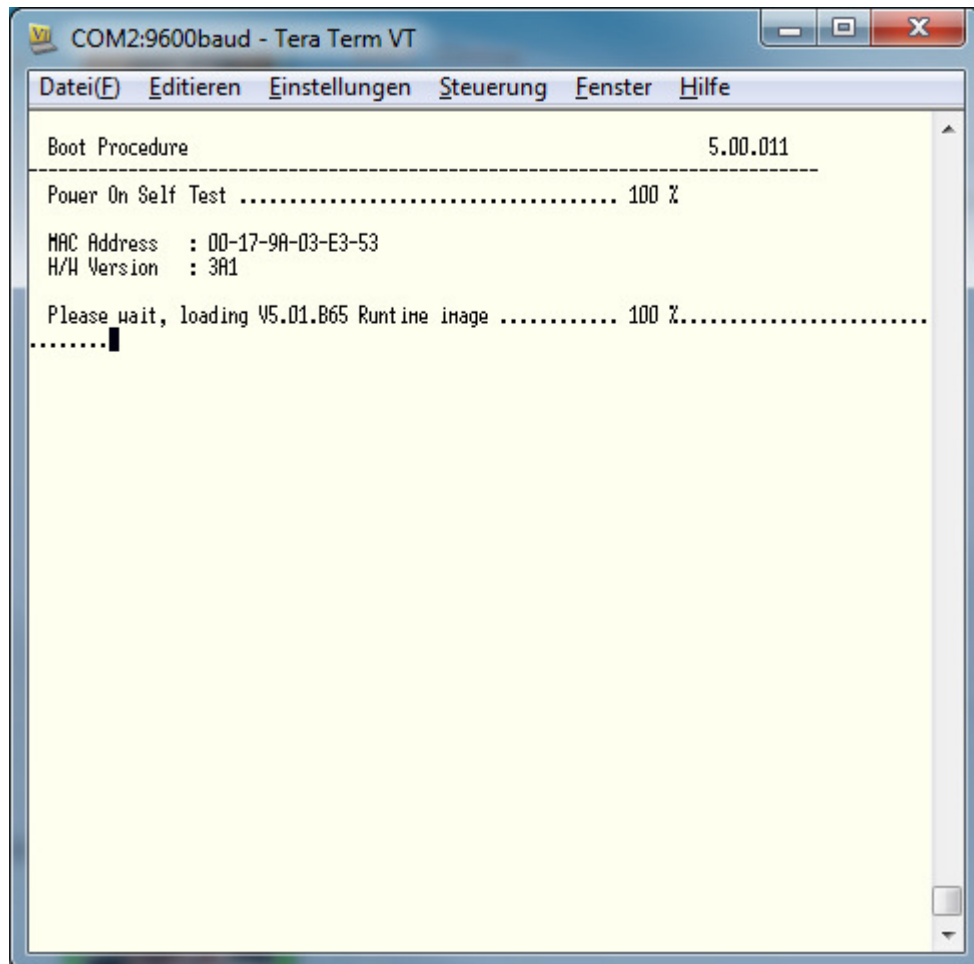 COM2:9600baud - Tera Term VT
Datei(F) Editieren Einstellungen Steuerung Fenster Hilfe
Boot Procedure 5.00.011
-------------------------------------------------------------------------------
Power On Self Test ...................................... 100 %
MAC Address : 00-17-9A-03-E3-53
H/W Version : 3A1
Please wait, loading V5.01.B65 Runtime image ............ 100 %.........................
........